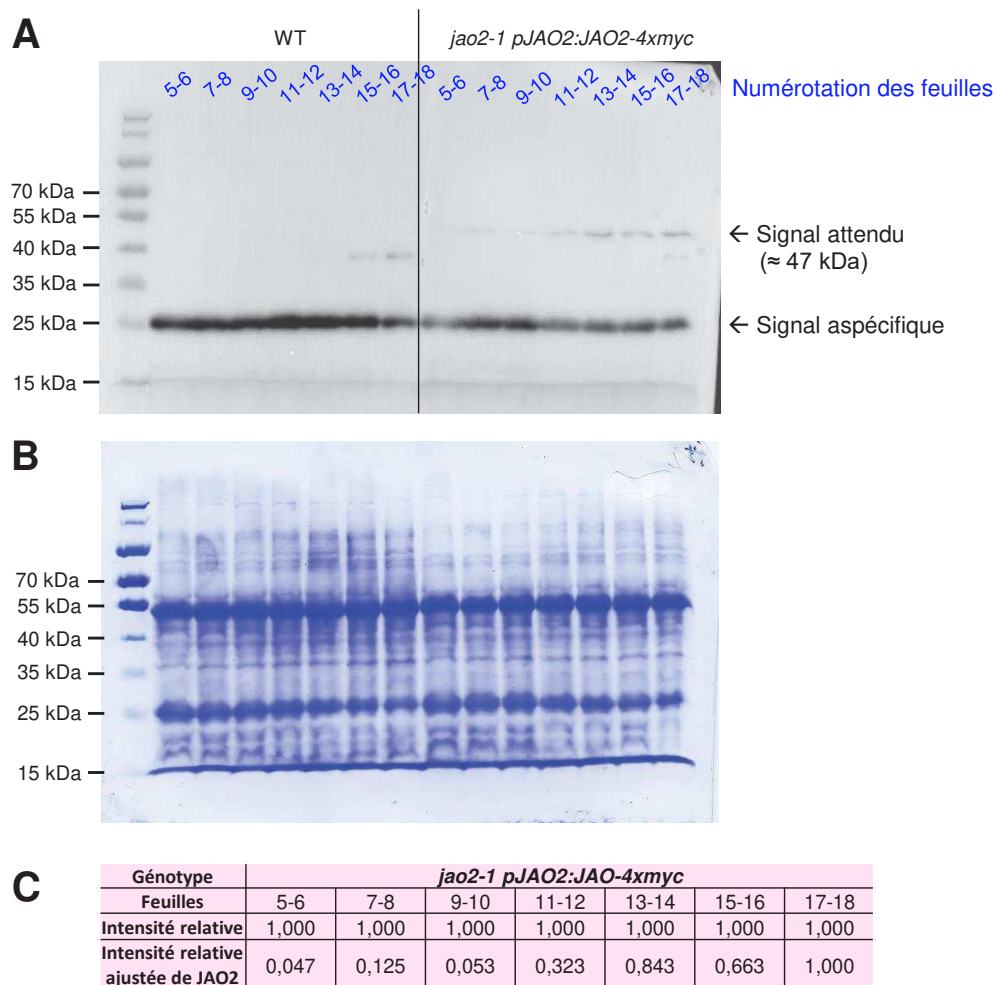 A
WT
jao2-1 pJAO2:JAO2-4xmyc
5-6 7-8 9-10 11-12 13-14 15-16 17-18 5-6 7-8 9-10 11-12 13-14 15-16 17-18
Numérotation des feuilles
70 kDa
55 kDa
40 kDa
35 kDa
25 kDa
15 kDa
← Signal attendu
(≈ 47 kDa)
← Signal aspécifique
B
70 kDa
55 kDa
40 kDa
35 kDa
25 kDa
15 kDa
C
Génotype jao2-1 pJAO2:JAO-4xmyc
Feuilles 5-6 7-8 9-10 11-12 13-14 15-16 17-18
Intensité relative 1,000 1,000 1,000 1,000 1,000 1,000 1,000
Intensité relative
ajustée de JAO2 0,047 0,125 0,053 0,323 0,843 0,663 1,000